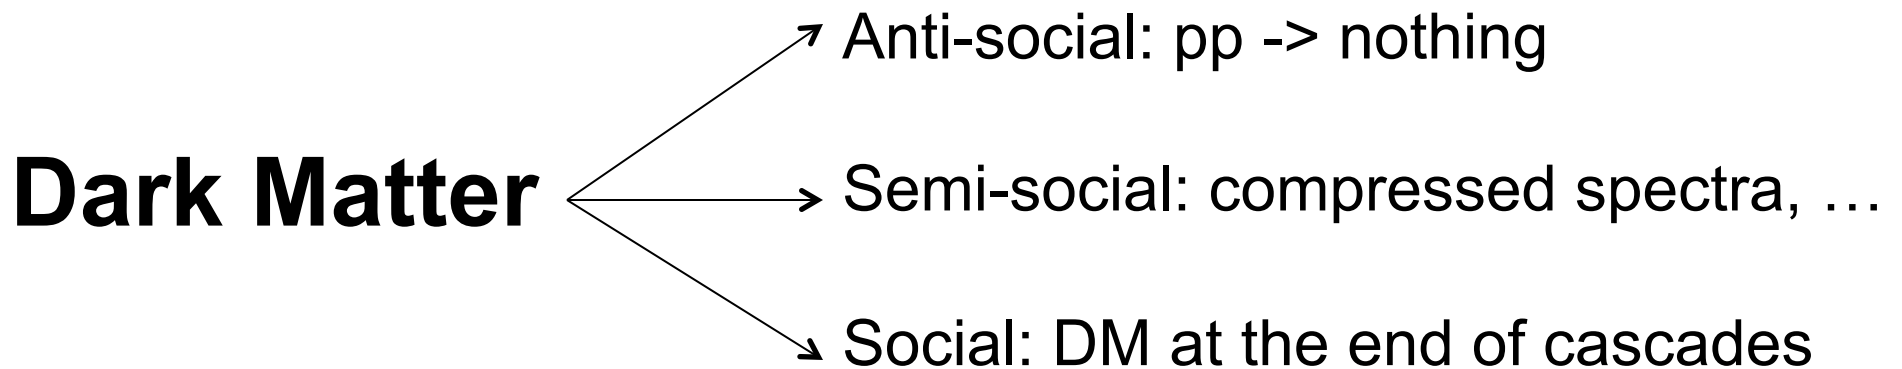 Anti-social: pp -> nothing
Dark Matter
Semi-social: compressed spectra, …
Social: DM at the end of cascades